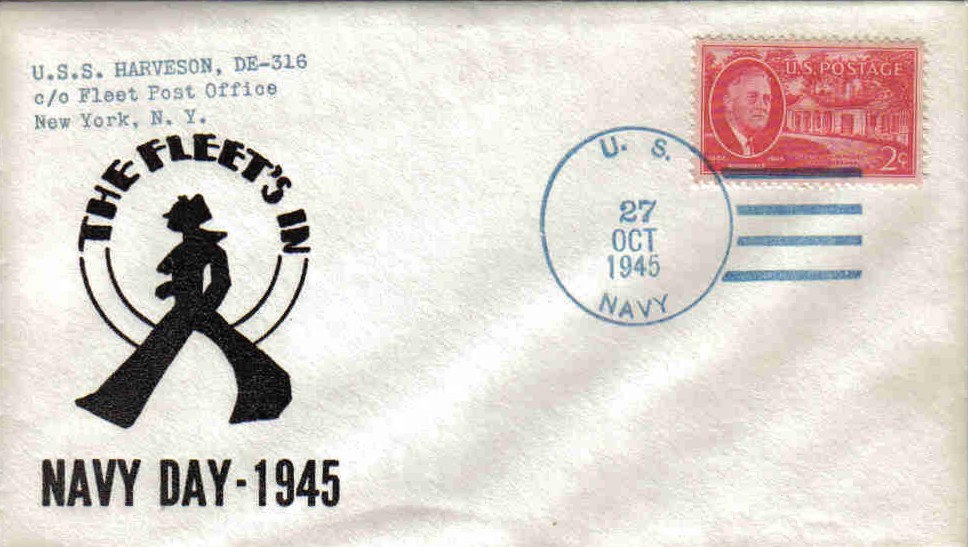 U.S.S. HARVESON, DE-316
c/o Fleet Post Office
New York, N. Y.
THE FLEET'S IN
NAVY DAY-1945
U. S.
27
OCT
1945
NAVY
U.S. POSTAGE
2¢